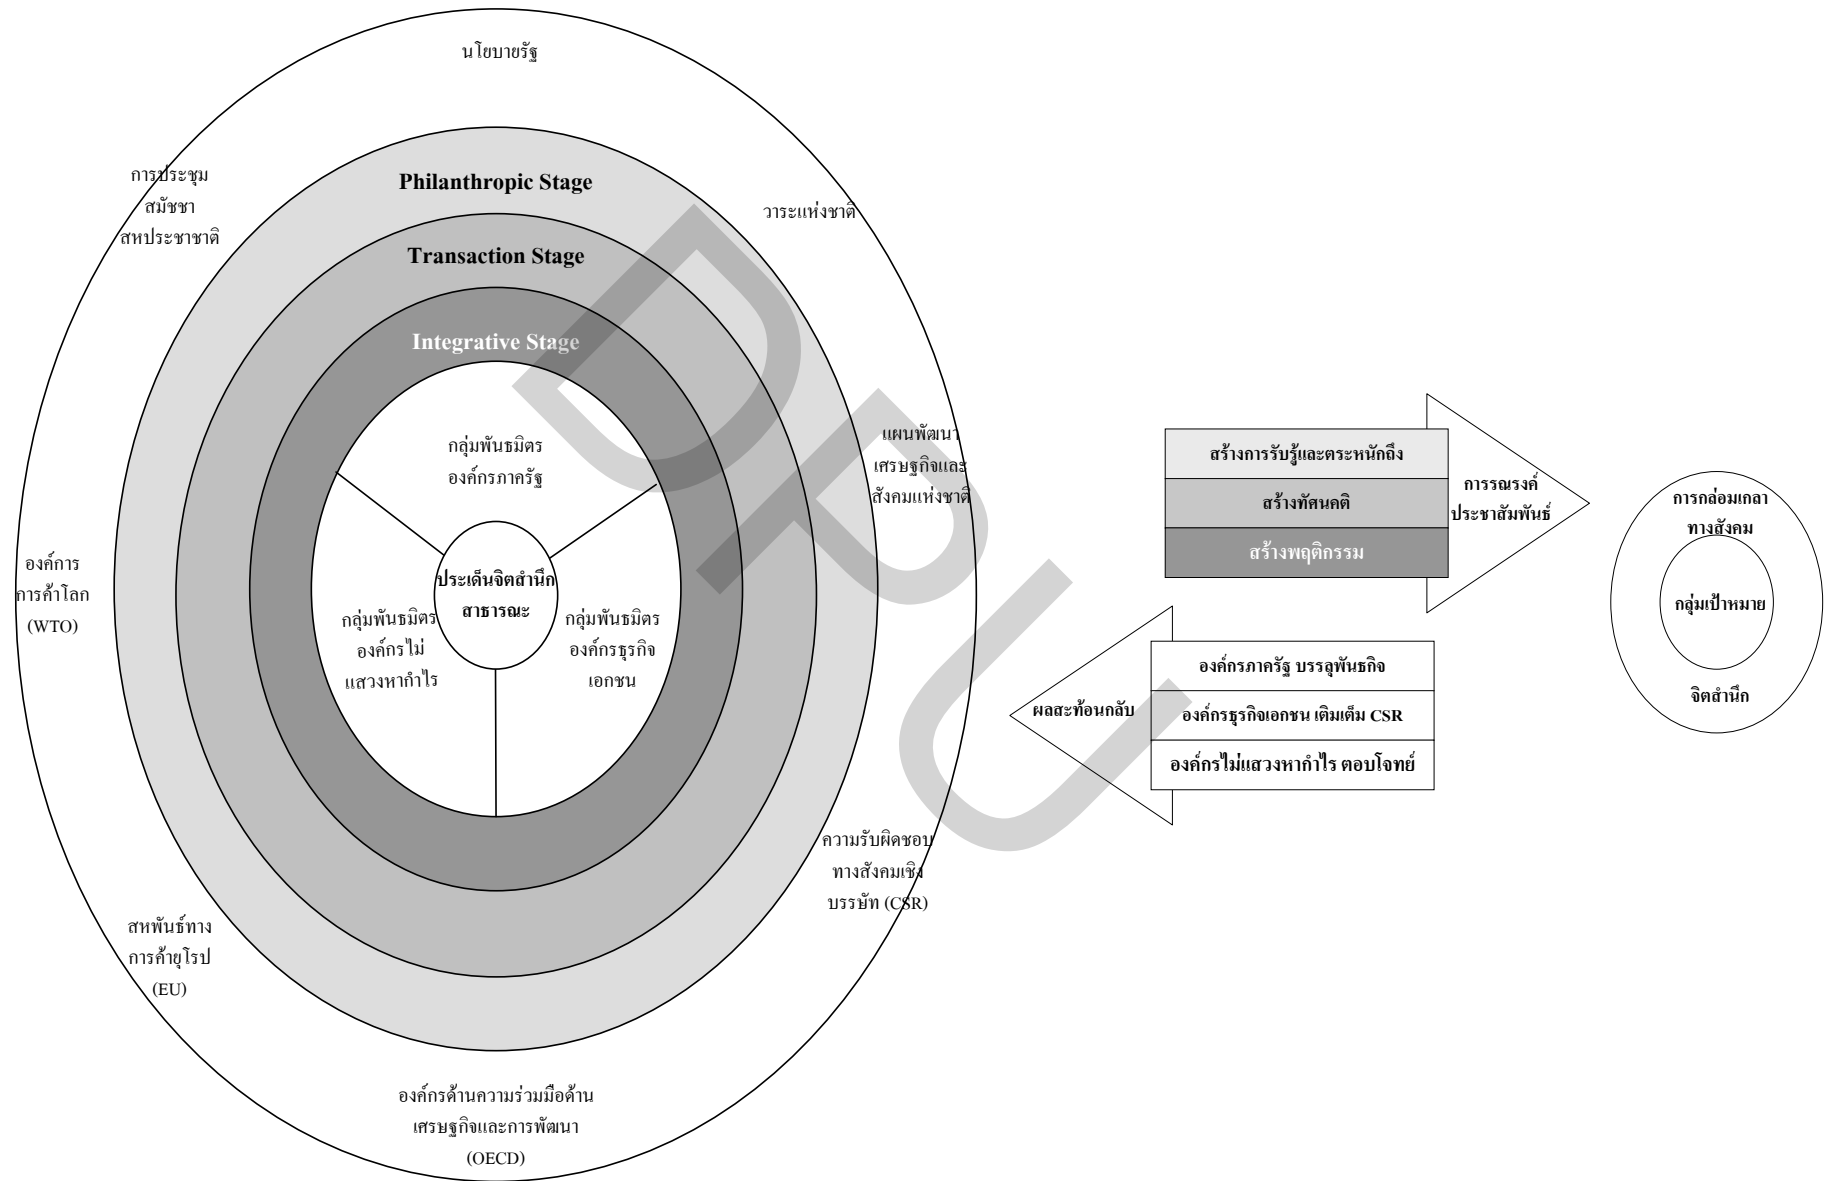 นโยบายรัฐ
การประชุม
สมัชชา
สหประชาชาติ
วาระแห่งชาติ
Philanthropic Stage
Transaction Stage
Integrative Stage
กลุ่มพันธมิตร
องค์กรภาครัฐ
แผนพัฒนา
เศรษฐกิจและ
สังคมแห่งชาติ
องค์การ
การค้าโลก
(WTO)
ประเด็นจิตสำนึก
สาธารณะ
กลุ่มพันธมิตร
องค์กรไม่
แสวงหากำไร
กลุ่มพันธมิตร
องค์กรธุรกิจ
เอกชน
ความรับผิดชอบ
ทางสังคมเชิง
บรรษัท (CSR)
สหพันธ์ทาง
การค้ายุโรป
(EU)
องค์กรด้านความร่วมมือด้าน
เศรษฐกิจและการพัฒนา
(OECD)
สร้างการรับรู้และตระหนักถึง
สร้างทัศนคติ
สร้างพฤติกรรม
การรณรงค์
ประชาสัมพันธ์
ผลสะท้อนกลับ
องค์กรภาครัฐ บรรลุพันธกิจ
องค์กรธุรกิจเอกชน เติมเต็ม CSR
องค์กรไม่แสวงหากำไร ตอบโจทย์
การกล่อมเกลา
ทางสังคม
กลุ่มเป้าหมาย
จิตสำนึก
DPU